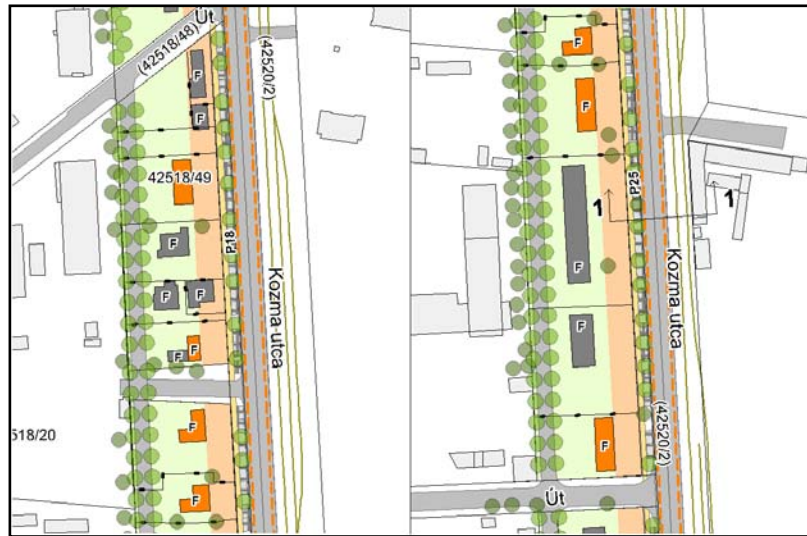 Út
(42518/48)
(42520/2)
F
F
42518/49
F
F
P.18
F
F
Kozma utca
F
F
F
518/20
F
F
F
P.25
1
1
F
Kozma utca
F
F
(42520/2)
Út